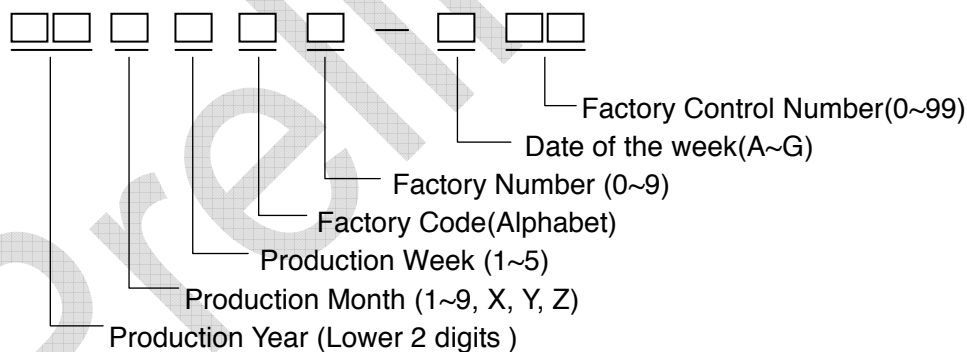 □□ □ □ □ □ － □ □□
Factory Control Number(0~99)
Date of the week(A~G)
Factory Number (0~9)
Factory Code(Alphabet)
Production Week (1~5)
Production Month (1~9, X, Y, Z)
Production Year (Lower 2 digits )